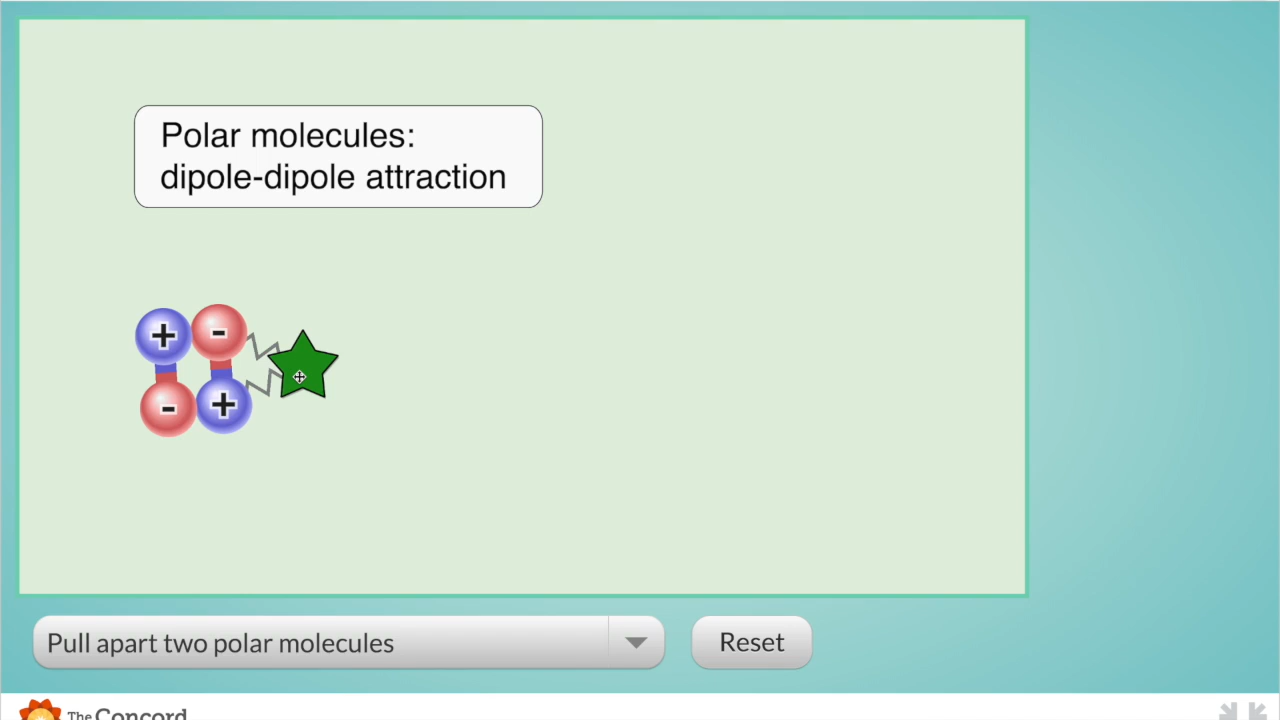 Polar molecules:
dipole-dipole attraction
+ -
- +
Pull apart two polar molecules
Reset
The Concord